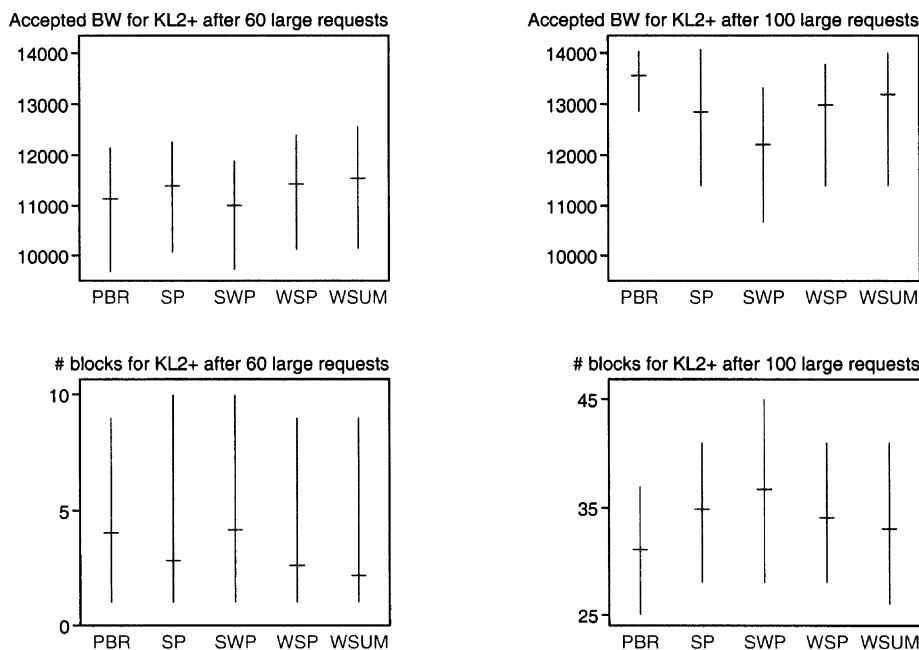 Accepted BW for KL2+ after 60 large requests
14000
13000
12000
11000
10000
PBR SP SWP WSP WSUM
Accepted BW for KL2+ after 100 large requests
14000
13000
12000
11000
10000
PBR SP SWP WSP WSUM
# blocks for KL2+ after 60 large requests
10
5
0
PBR SP SWP WSP WSUM
# blocks for KL2+ after 100 large requests
45
35
25
PBR SP SWP WSP WSUM